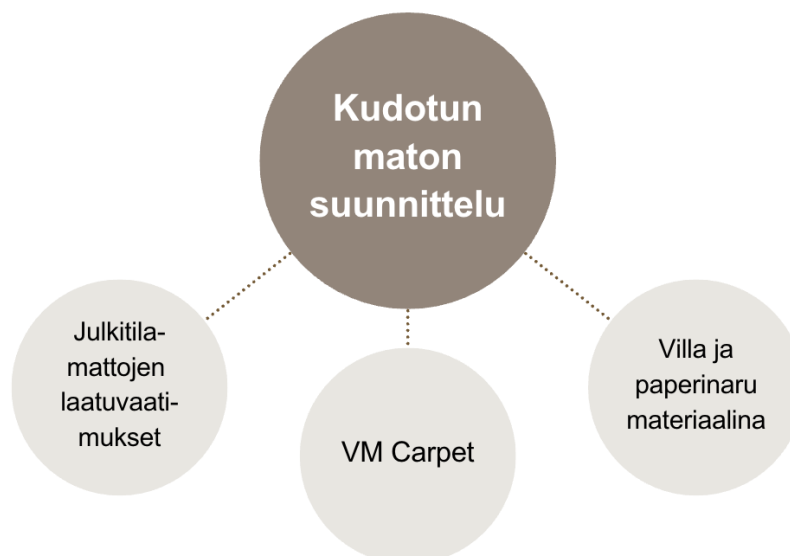 Kudotun
maton
suunnittelu
Julkitila-
mattojen
laatuvaati-
mukset
VM Carpet
Villa ja
paperinaru
materiaalina